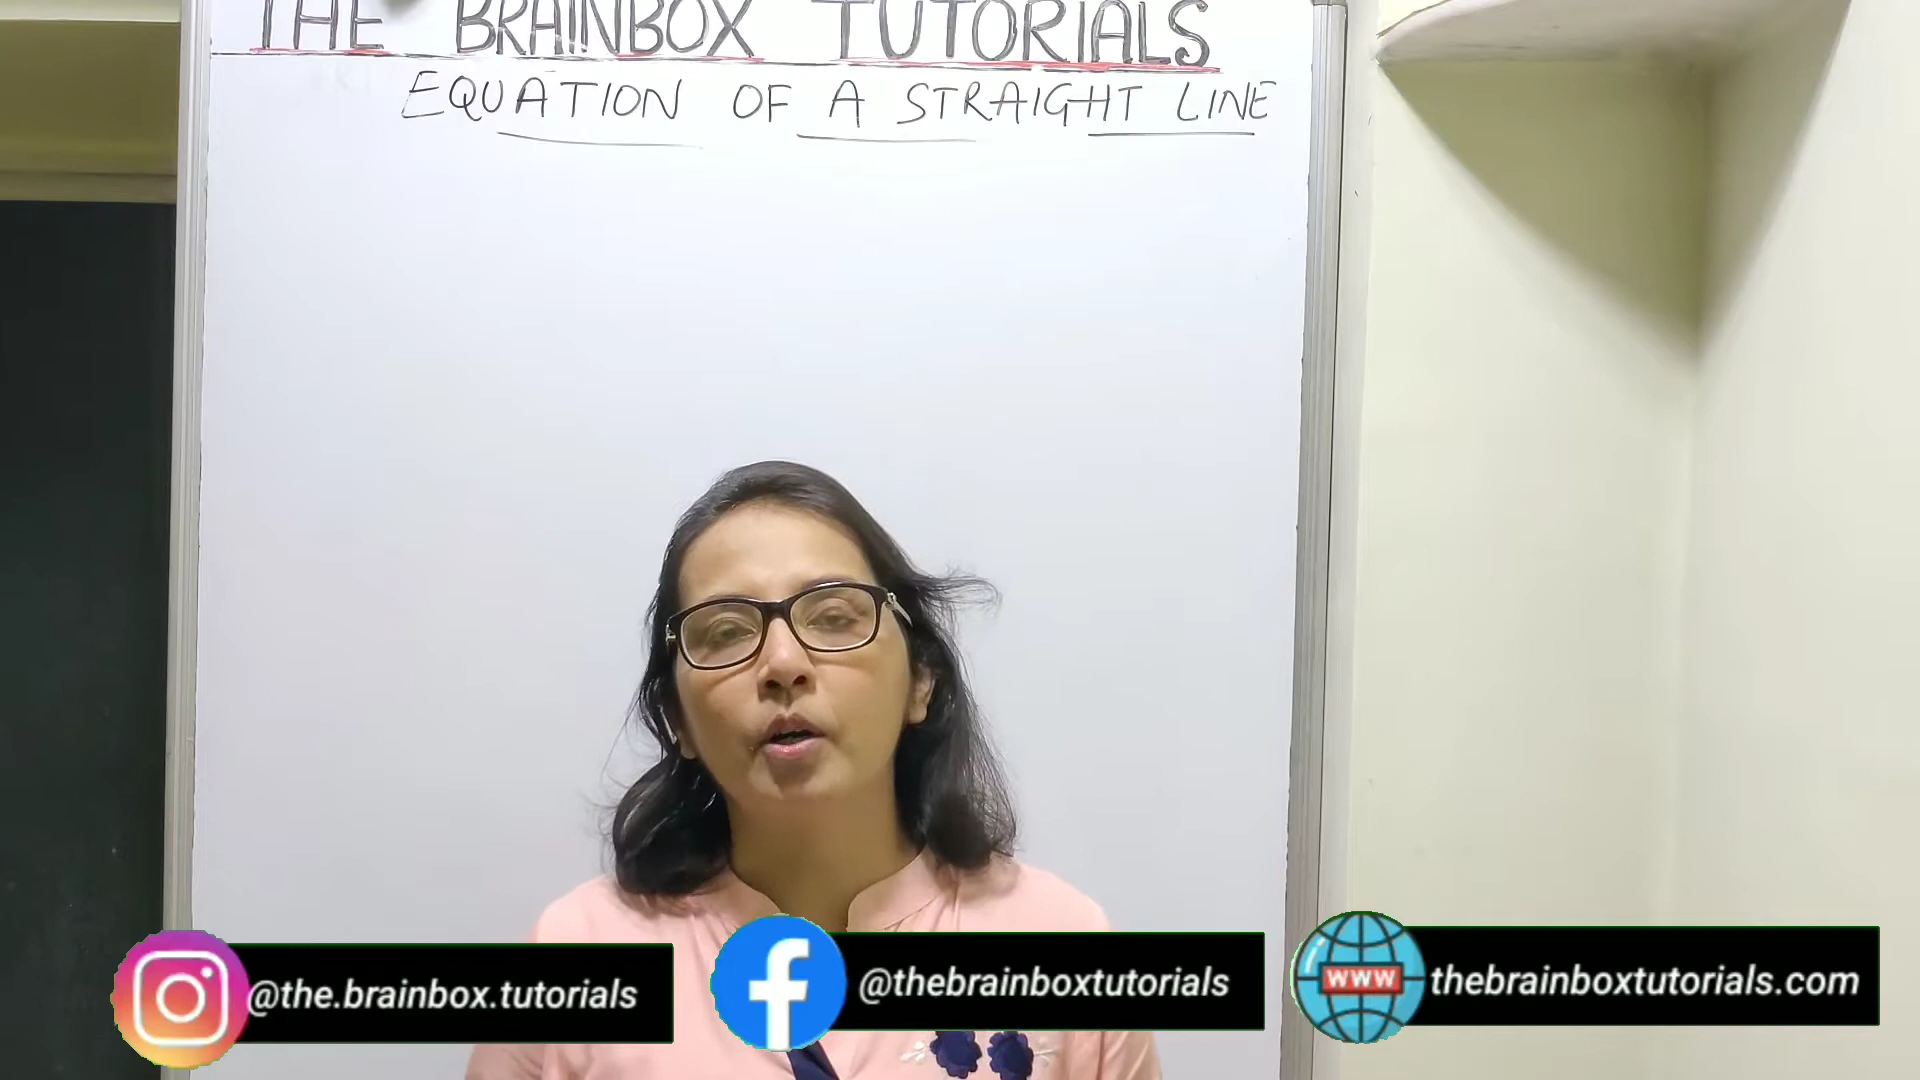 THE BRAINBOX TUTORIALS
EQUATION OF A STRAIGHT LINE
@the.brainbox.tutorials
@thebrainboxtutorials
www
thebrainboxtutorials.com